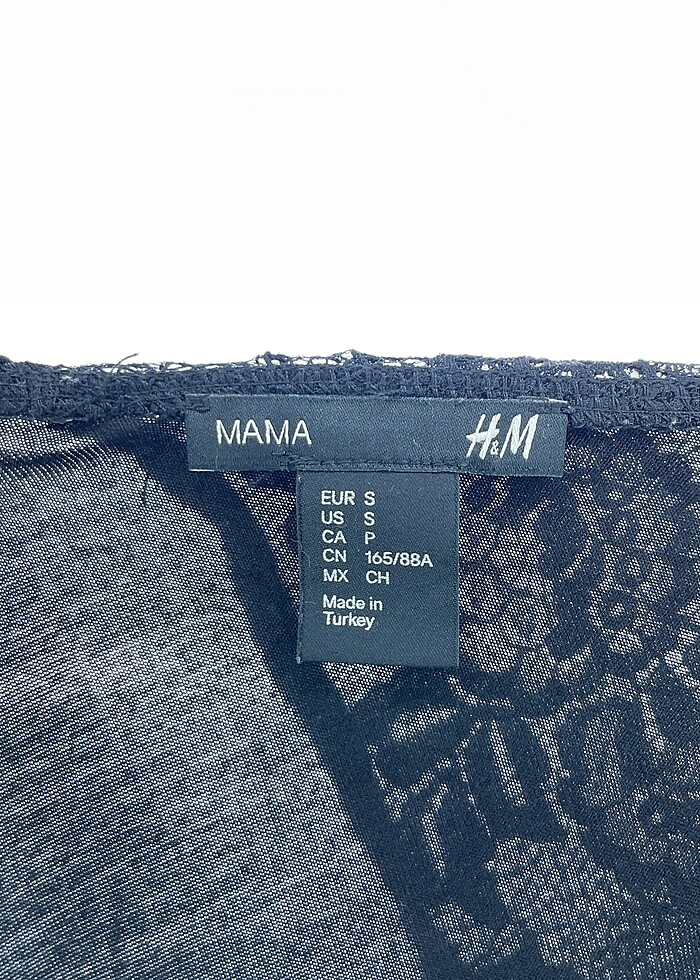 MAMA H&M
EUR S
US S
CA P
CN 165/88A
MX CH
Made in
Turkey